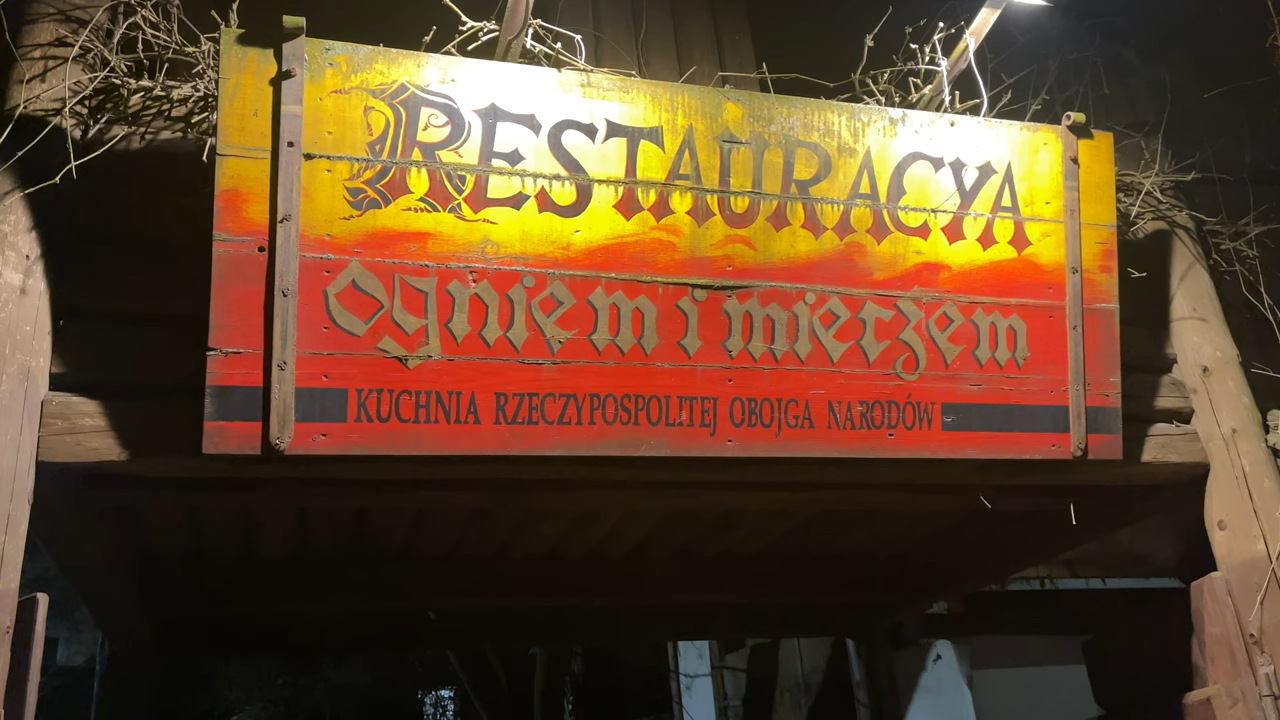 RESTAURACYA
Ogniem i mieczem
KUCHNIA RZECZYPOSPOLITEJ OBOJGA NARODÓW